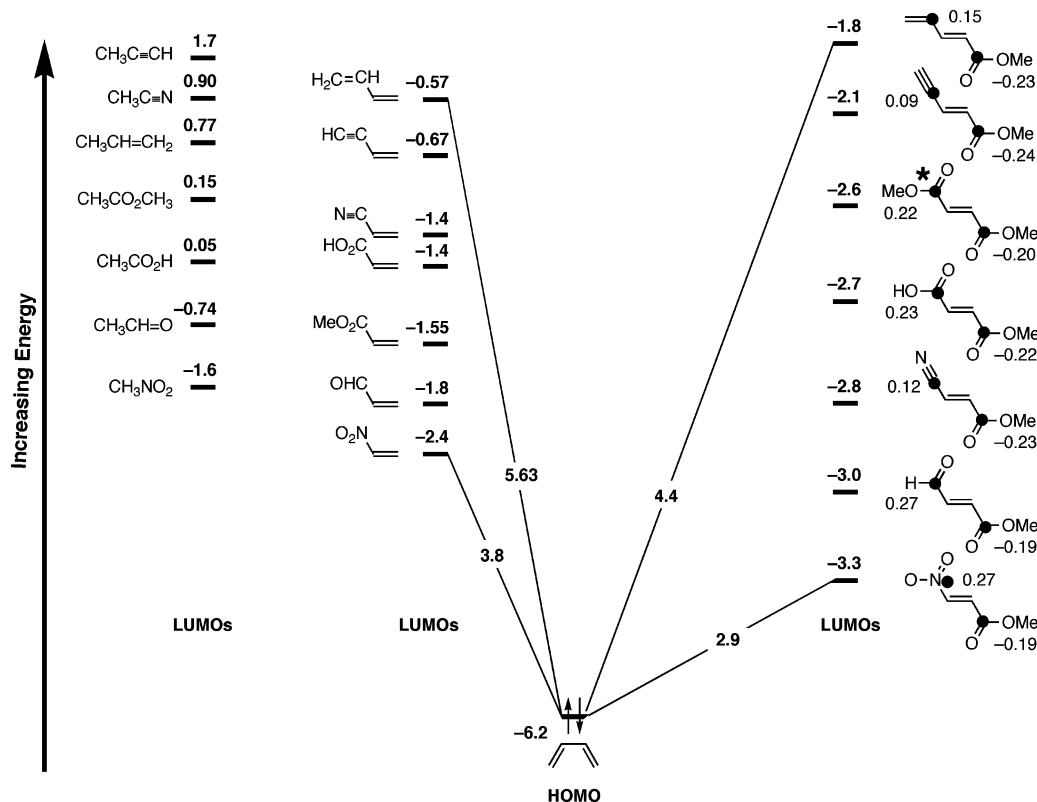 Increasing Energy
CH₃C≡CH 1.7
CH₃C≡N 0.90
CH₃CH=CH₂ 0.77
CH₃CO₂CH₃ 0.15
CH₃CO₂H 0.05
CH₃CH=O −0.74
CH₃NO₂ −1.6
LUMOs
H₂C=CH −0.57
HC≡C −0.67
N≡C −1.4
HO₂C −1.4
MeO₂C −1.55
OHC −1.8
O₂N −2.4
LUMOs
5.63
3.8
4.4
2.9
−6.2
HOMO
−1.8
0.15
O
OMe
−0.23
−2.1
0.09
O
OMe
−0.24
−2.6
*
O
MeO
0.22
O
OMe
−0.20
−2.7
O
HO
0.23
O
OMe
−0.22
−2.8
N
0.12
O
OMe
−0.23
−3.0
O
H
0.27
O
OMe
−0.19
−3.3
O
O−N
0.27
O
OMe
−0.19
LUMOs